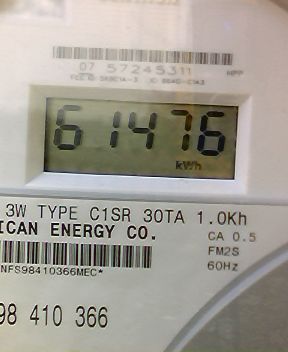 07 57245311 NPP
61476
kWh
3W TYPE C1SR 30TA 1.0Kh
ICAN ENERGY CO.
CA 0.5
FM2S
60Hz
NFS98410366MEC*
98 410 366